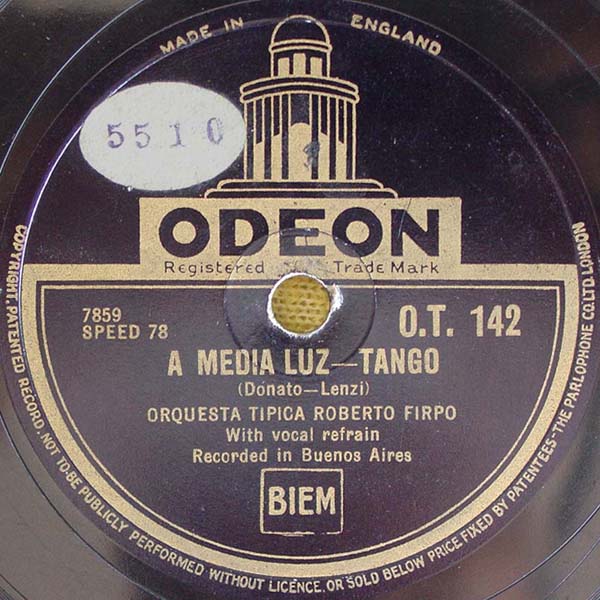 MADE IN ENGLAND
5510
ODEON
Registered Trade Mark
7859
SPEED 78
O.T. 142
A MEDIA LUZ—TANGO
(Donato—Lenzi)
ORQUESTA TIPICA ROBERTO FIRPO
With vocal refrain
Recorded in Buenos Aires
BIEM
COPYRIGHT. PATENTED RECORD. NOT TO BE PUBLICLY PERFORMED WITHOUT LICENCE. OR SOLD BELOW PRICE FIXED BY PATENTEES-THE PARLOPHONE CO. LTD. LONDON